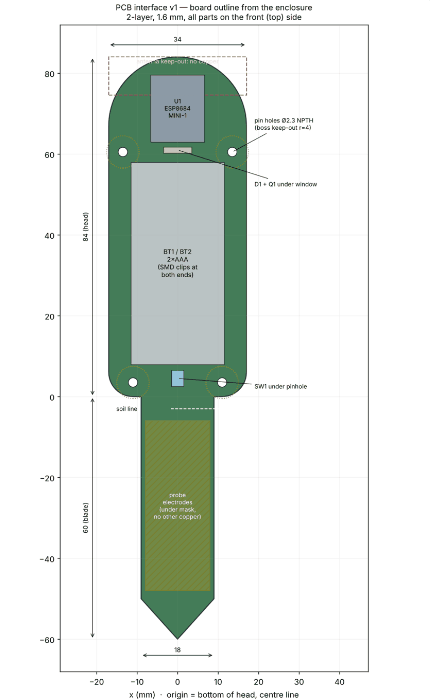 PCB interface v1 — board outline from the enclosure
2-layer, 1.6 mm, all parts on the front (top) side
34
keep-out: no
U1
ESP8684
MINI-1
pin holes Ø2.3 NPTH
(boss keep-out r=4)
D1 + Q1 under window
84 (head)
BT1 / BT2
2×AAA
(SMD clips at
both ends)
SW1 under pinhole
soil line
probe
electrodes
(under mask,
no other copper)
60 (blade)
18
80
60
40
20
0
−20
−40
−60
−20
−10
0
10
20
30
40
x (mm) · origin = bottom of head, centre line